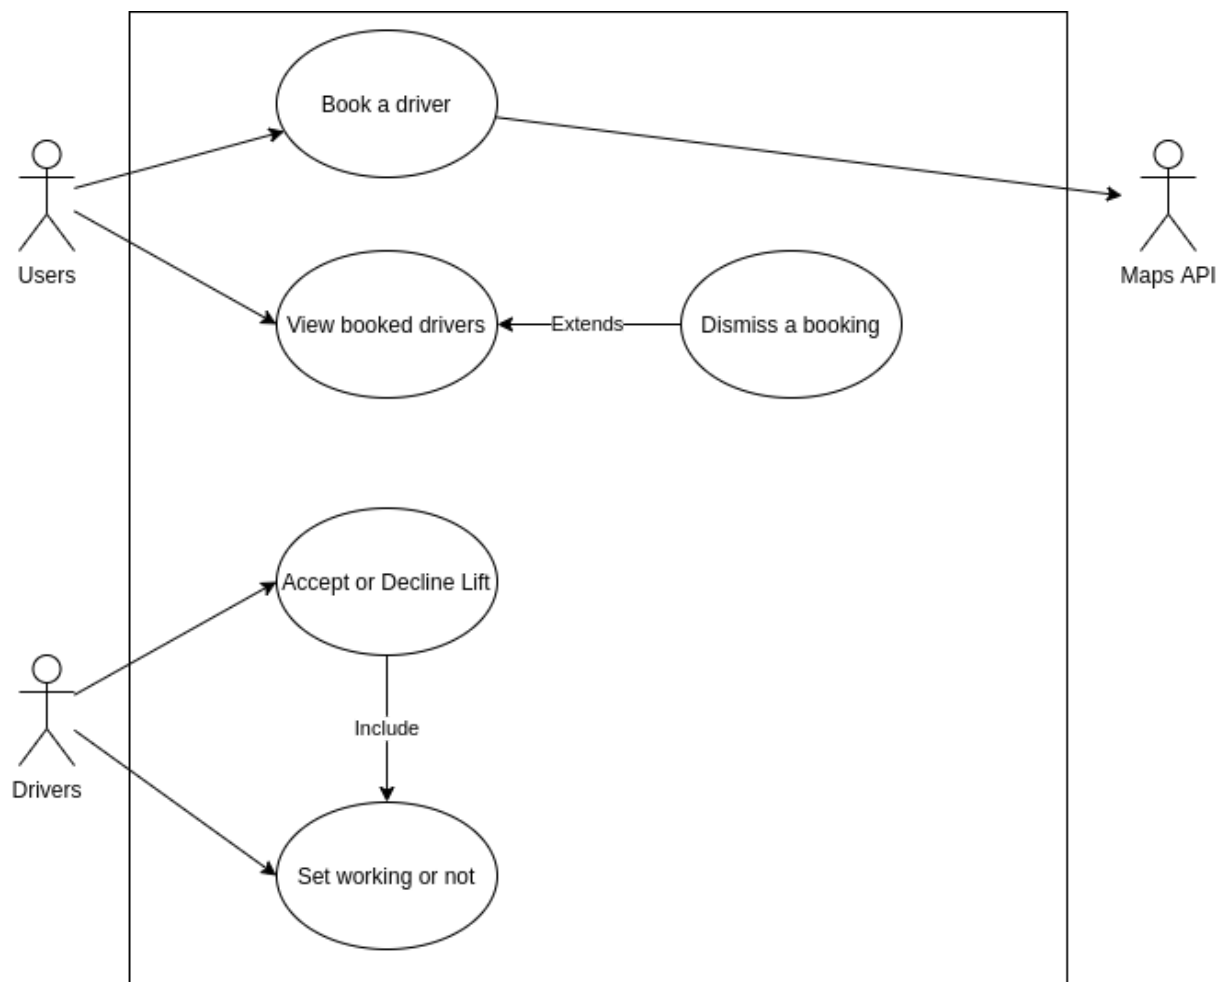 Book a driver
Users
Maps API
View booked drivers
Extends
Dismiss a booking
Accept or Decline Lift
Include
Drivers
Set working or not